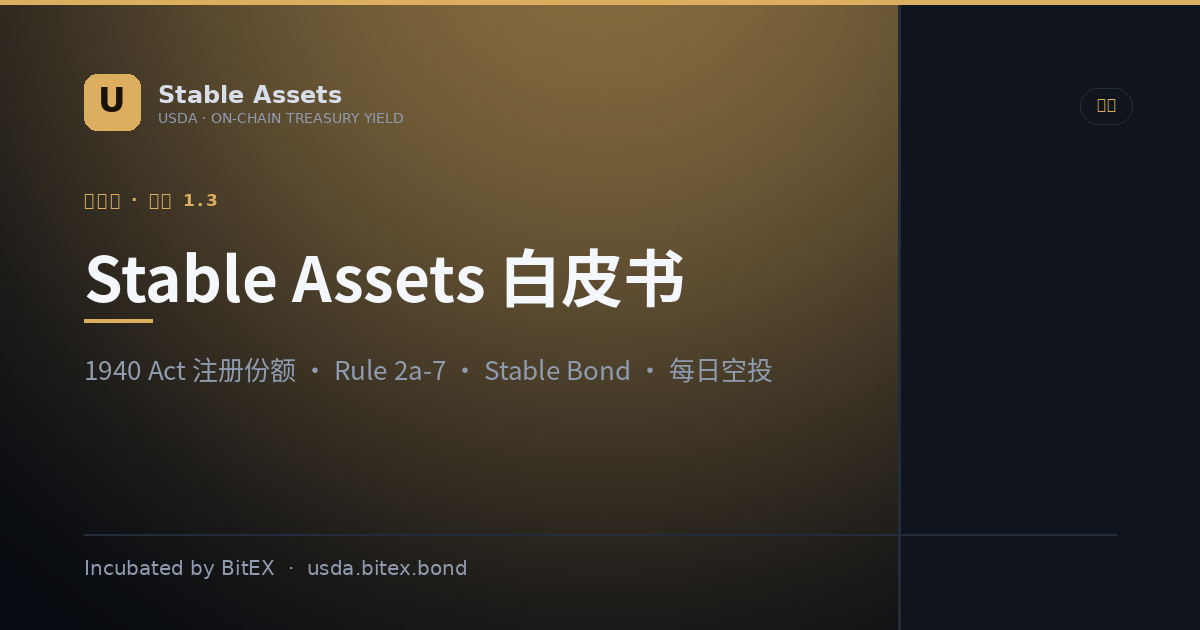 U
Stable Assets
USDA · ON-CHAIN TREASURY YIELD
· 1.3
Stable Assets 白皮书
1940 Act 注册份额 • Rule 2a-7 • Stable Bond • 每日空投
Incubated by BitEX · usda.bitex.bond